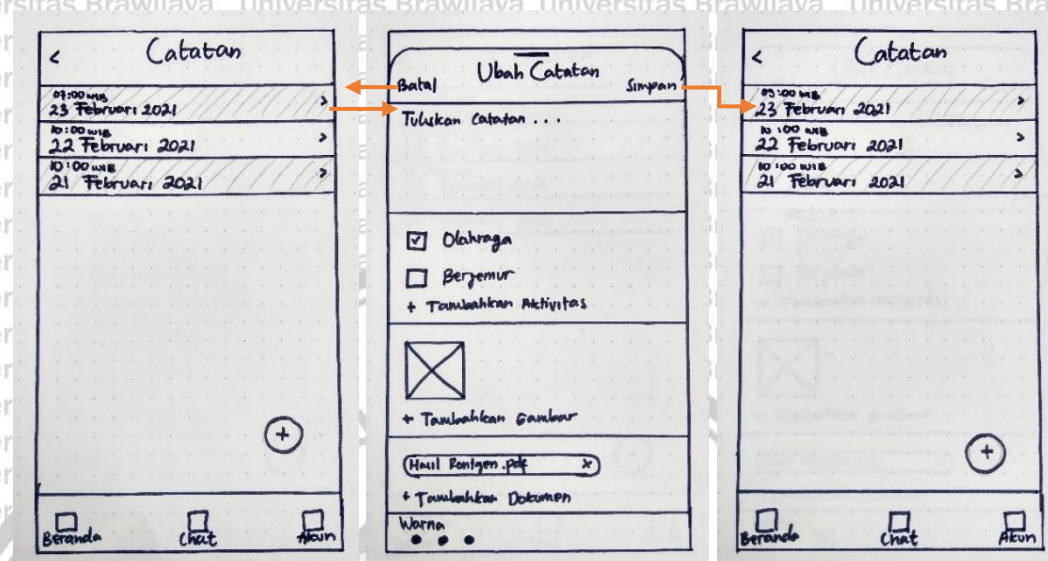 Universitas Brawijaya Universitas Brawijaya Universitas Brawijaya Universitas Bra
< Catatan
07:00 WIB
23 Februari 2021 >
10:00 WIB
22 Februari 2021 >
10:00 WIB
21 Februari 2021 >
+
Beranda Chat Akun
Batal Ubah Catatan Simpan
Tuliskan Catatan . . .
Olahraga
Berjemur
+ Tambahkan Aktivitas
+ Tambahkan Gambar
Hasil Rontgen.pdf x
+ Tambahkan Dokumen
Warna
< Catatan
09:00 WIB
23 Februari 2021 >
10:00 WIB
22 Februari 2021 >
10:00 WIB
21 Februari 2021 >
+
Beranda Chat Akun